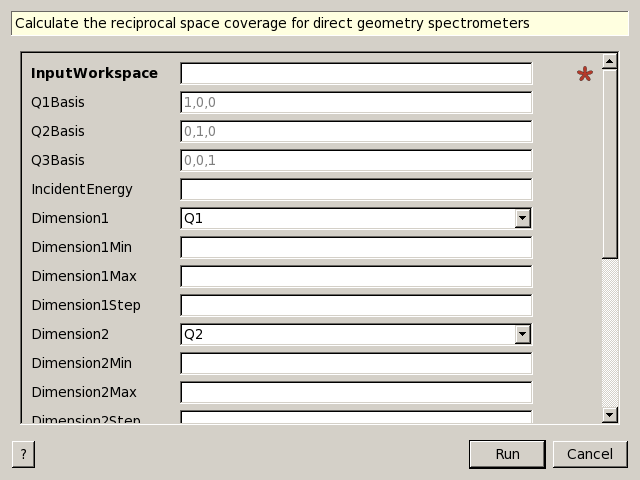 Calculate the reciprocal space coverage for direct geometry spectrometers
InputWorkspace
Q1Basis 1,0,0
Q2Basis 0,1,0
Q3Basis 0,0,1
IncidentEnergy
Dimension1 Q1
Dimension1Min
Dimension1Max
Dimension1Step
Dimension2 Q2
Dimension2Min
Dimension2Max
Dimension2Step
? Run Cancel